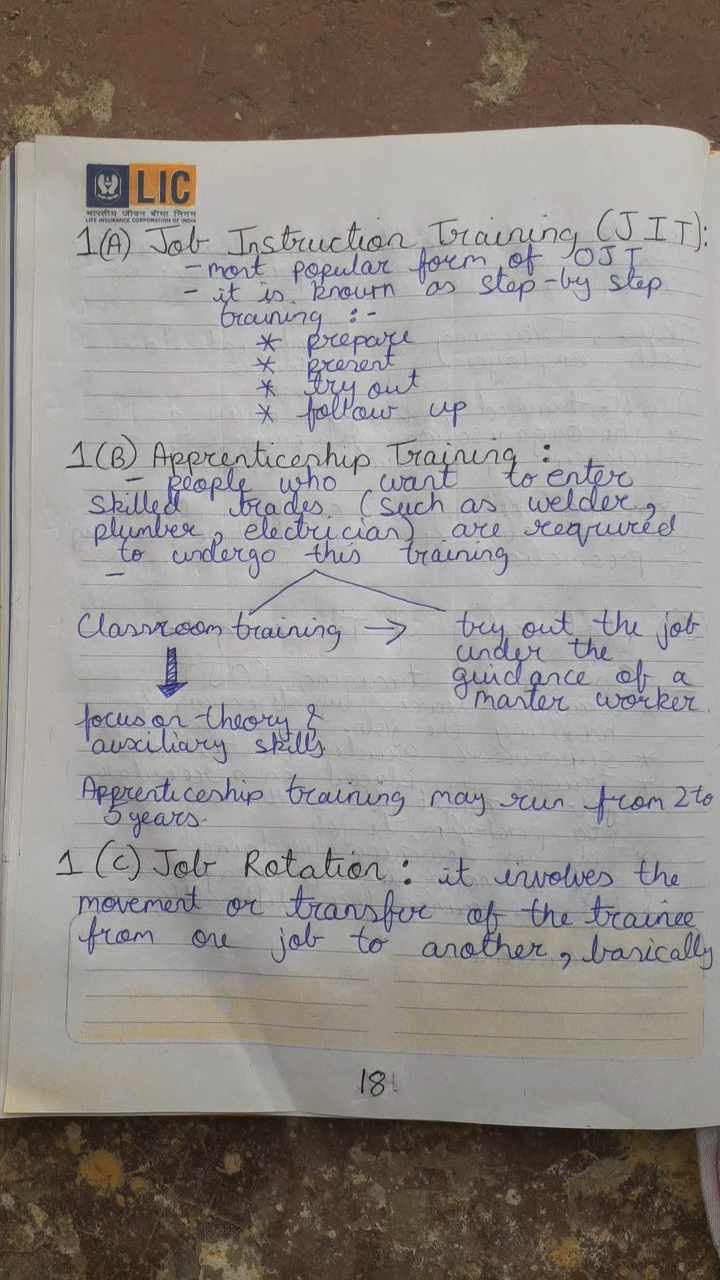 LIC
भारतीय जीवन बीमा निगम
LIFE INSURANCE CORPORATION OF INDIA
1(A) Job Instruction Training (JIT):
- most popular form of OJT
- it is known as step-by step
training :-
* prepare
* present
* try out
* follow up
1(B) Apprenticeship Training :
- people who want to enter
skilled trades (such as welder,
plumber, electrician) are required
to undergo this training
-
Classroom training → try out the job
under the
guidance of a
master worker.
focus on theory &
auxiliary skills
Apprenticeship training may run from 2 to
5 years.
1 (C) Job Rotation : it involves the
movement or transfer of the trainee
from one job to another, basically
18